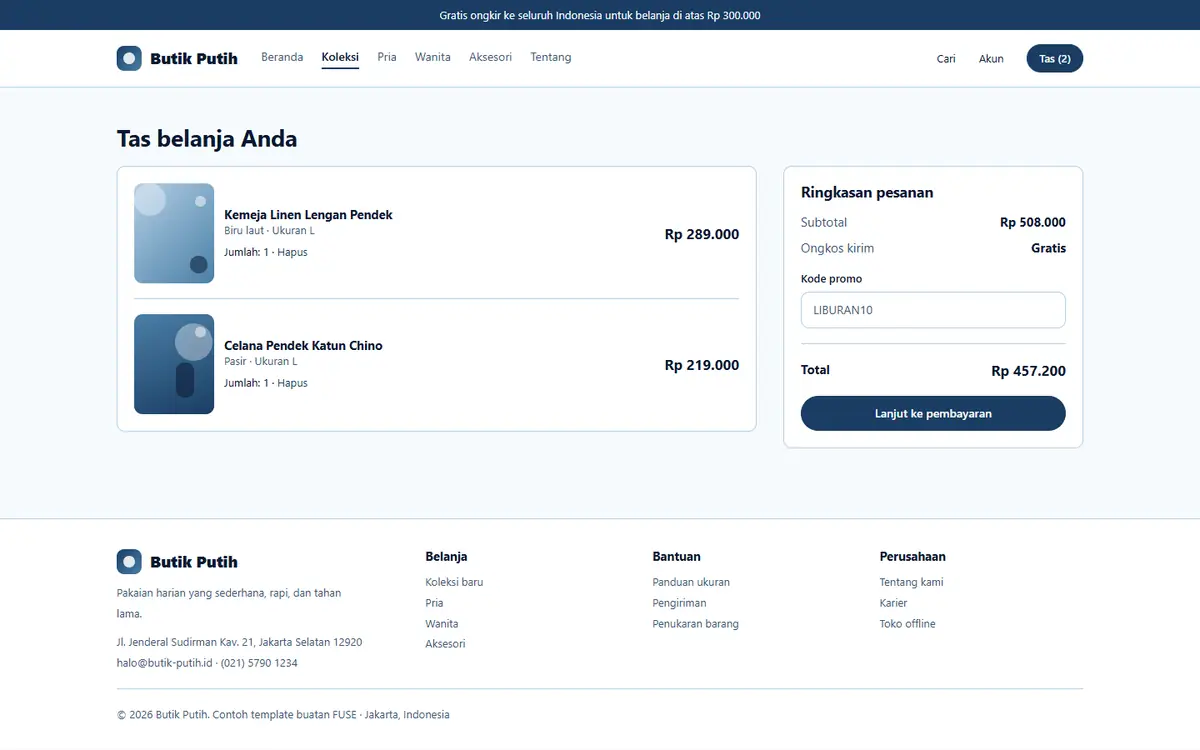 Gratis ongkir ke seluruh Indonesia untuk belanja di atas Rp 300.000
Butik Putih
Beranda
Koleksi
Pria
Wanita
Aksesori
Tentang
Cari
Akun
Tas (2)
Tas belanja Anda
Kemeja Linen Lengan Pendek
Biru laut · Ukuran L
Jumlah: 1 · Hapus
Rp 289.000
Celana Pendek Katun Chino
Pasir · Ukuran L
Jumlah: 1 · Hapus
Rp 219.000
Ringkasan pesanan
Subtotal Rp 508.000
Ongkos kirim Gratis
Kode promo
LIBURAN10
Total Rp 457.200
Lanjut ke pembayaran
Butik Putih
Pakaian harian yang sederhana, rapi, dan tahan
lama.
Jl. Jenderal Sudirman Kav. 21, Jakarta Selatan 12920
halo@butik-putih.id · (021) 5790 1234
Belanja
Koleksi baru
Pria
Wanita
Aksesori
Bantuan
Panduan ukuran
Pengiriman
Penukaran barang
Perusahaan
Tentang kami
Karier
Toko offline
© 2026 Butik Putih. Contoh template buatan FUSE · Jakarta, Indonesia